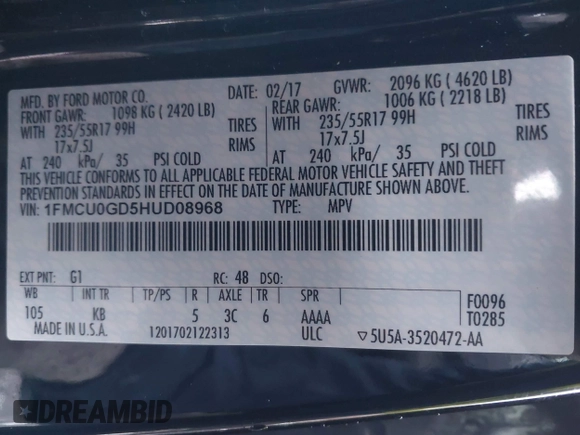 MFD. BY FORD MOTOR CO. DATE: 02/17 GVWR: 2096 KG ( 4620 LB)
FRONT GAWR: 1098 KG ( 2420 LB) REAR GAWR: 1006 KG ( 2218 LB)
WITH 235/55R17 99H TIRES WITH 235/55R17 99H TIRES
17x7.5J RIMS 17x7.5J RIMS
AT 240 kPa/ 35 PSI COLD AT 240 kPa/ 35 PSI COLD
THIS VEHICLE CONFORMS TO ALL APPLICABLE FEDERAL MOTOR VEHICLE SAFETY AND THEFT
PREVENTION STANDARDS IN EFFECT ON THE DATE OF MANUFACTURE SHOWN ABOVE.
VIN: 1FMCU0GD5HUD08968 TYPE: MPV
EXT PNT: G1 RC: 48 DSO:
WB INT TR TP/PS R AXLE TR SPR F0096
105 KB 5 3C 6 AAAA T0285
MADE IN U.S.A. 1201702122313 ULC ▽5U5A-3520472-AA
DREAMBID